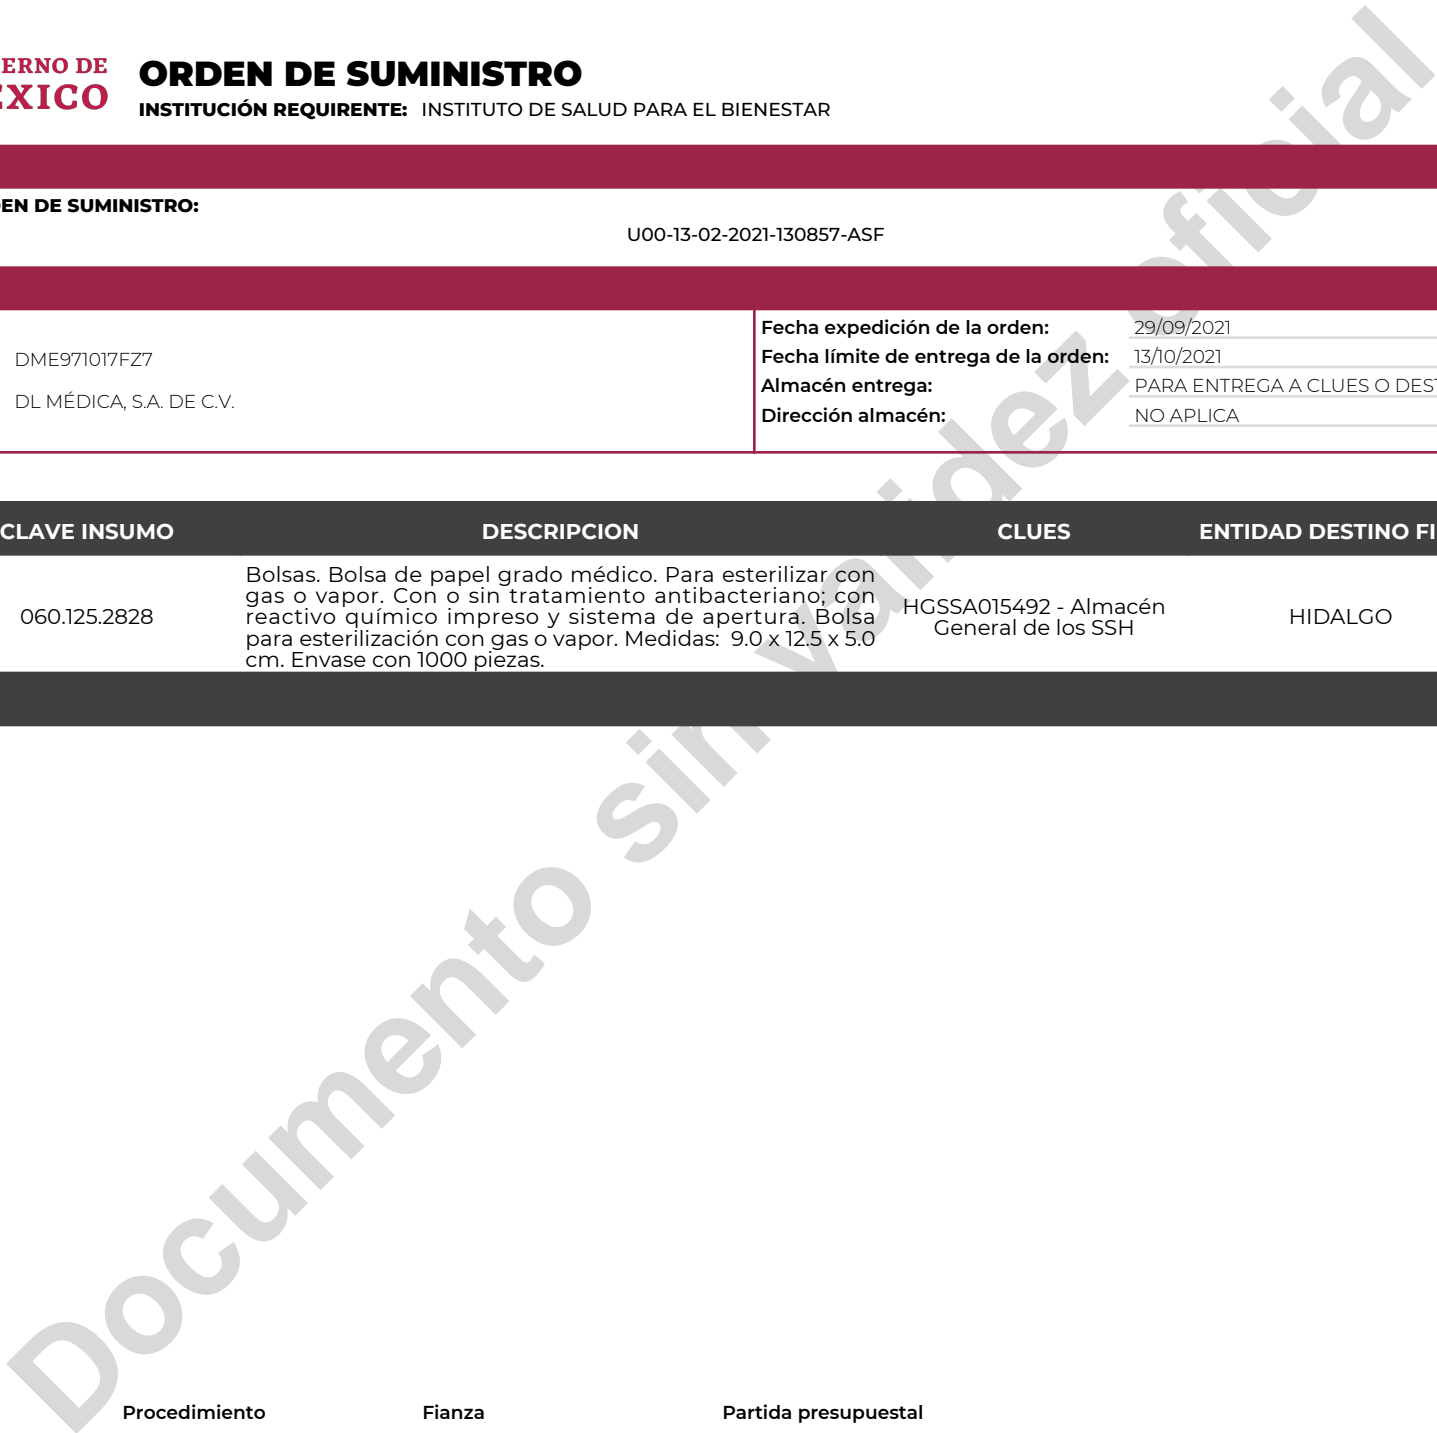 ERNO DE
EXICO
ORDEN DE SUMINISTRO
INSTITUCIÓN REQUIRENTE: INSTITUTO DE SALUD PARA EL BIENESTAR
EN DE SUMINISTRO:
U00-13-02-2021-130857-ASF
DME971017FZ7
DL MÉDICA, S.A. DE C.V.
Fecha expedición de la orden: 29/09/2021
Fecha límite de entrega de la orden: 13/10/2021
Almacén entrega: PARA ENTREGA A CLUES O DEST
Dirección almacén: NO APLICA
CLAVE INSUMO DESCRIPCION CLUES ENTIDAD DESTINO FI
060.125.2828
Bolsas. Bolsa de papel grado médico. Para esterilizar con
gas o vapor. Con o sin tratamiento antibacteriano; con
reactivo químico impreso y sistema de apertura. Bolsa
para esterilización con gas o vapor. Medidas: 9.0 x 12.5 x 5.0
cm. Envase con 1000 piezas.
HGSSA015492 - Almacén
General de los SSH
HIDALGO
Documento sin validez oficial
Procedimiento Fianza Partida presupuestal